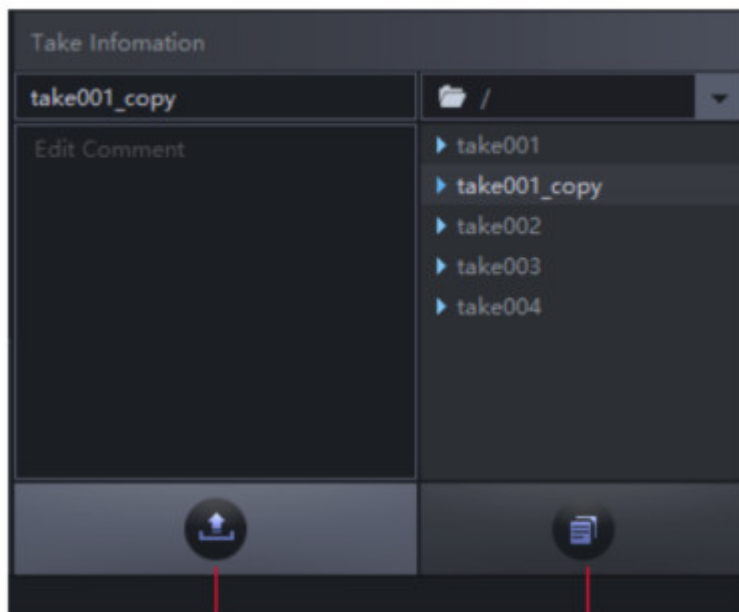 Take Infomation
take001_copy
/
Edit Comment
take001
take001_copy
take002
take003
take004